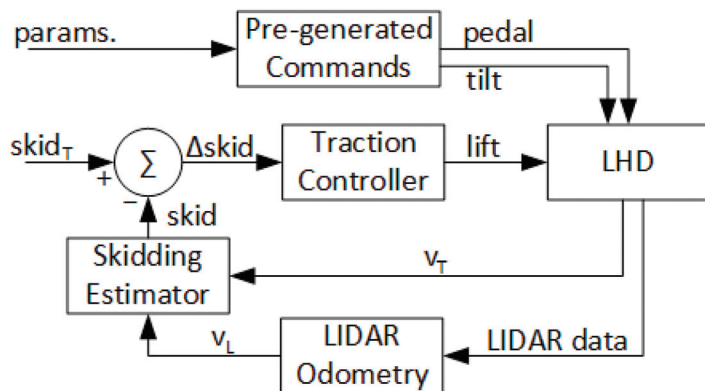 params.
Pre-generated
Commands
pedal
tilt
skid_T
+
Σ
−
Δskid
Traction
Controller
lift
LHD
skid
Skidding
Estimator
v_T
v_L
LIDAR
Odometry
LIDAR data